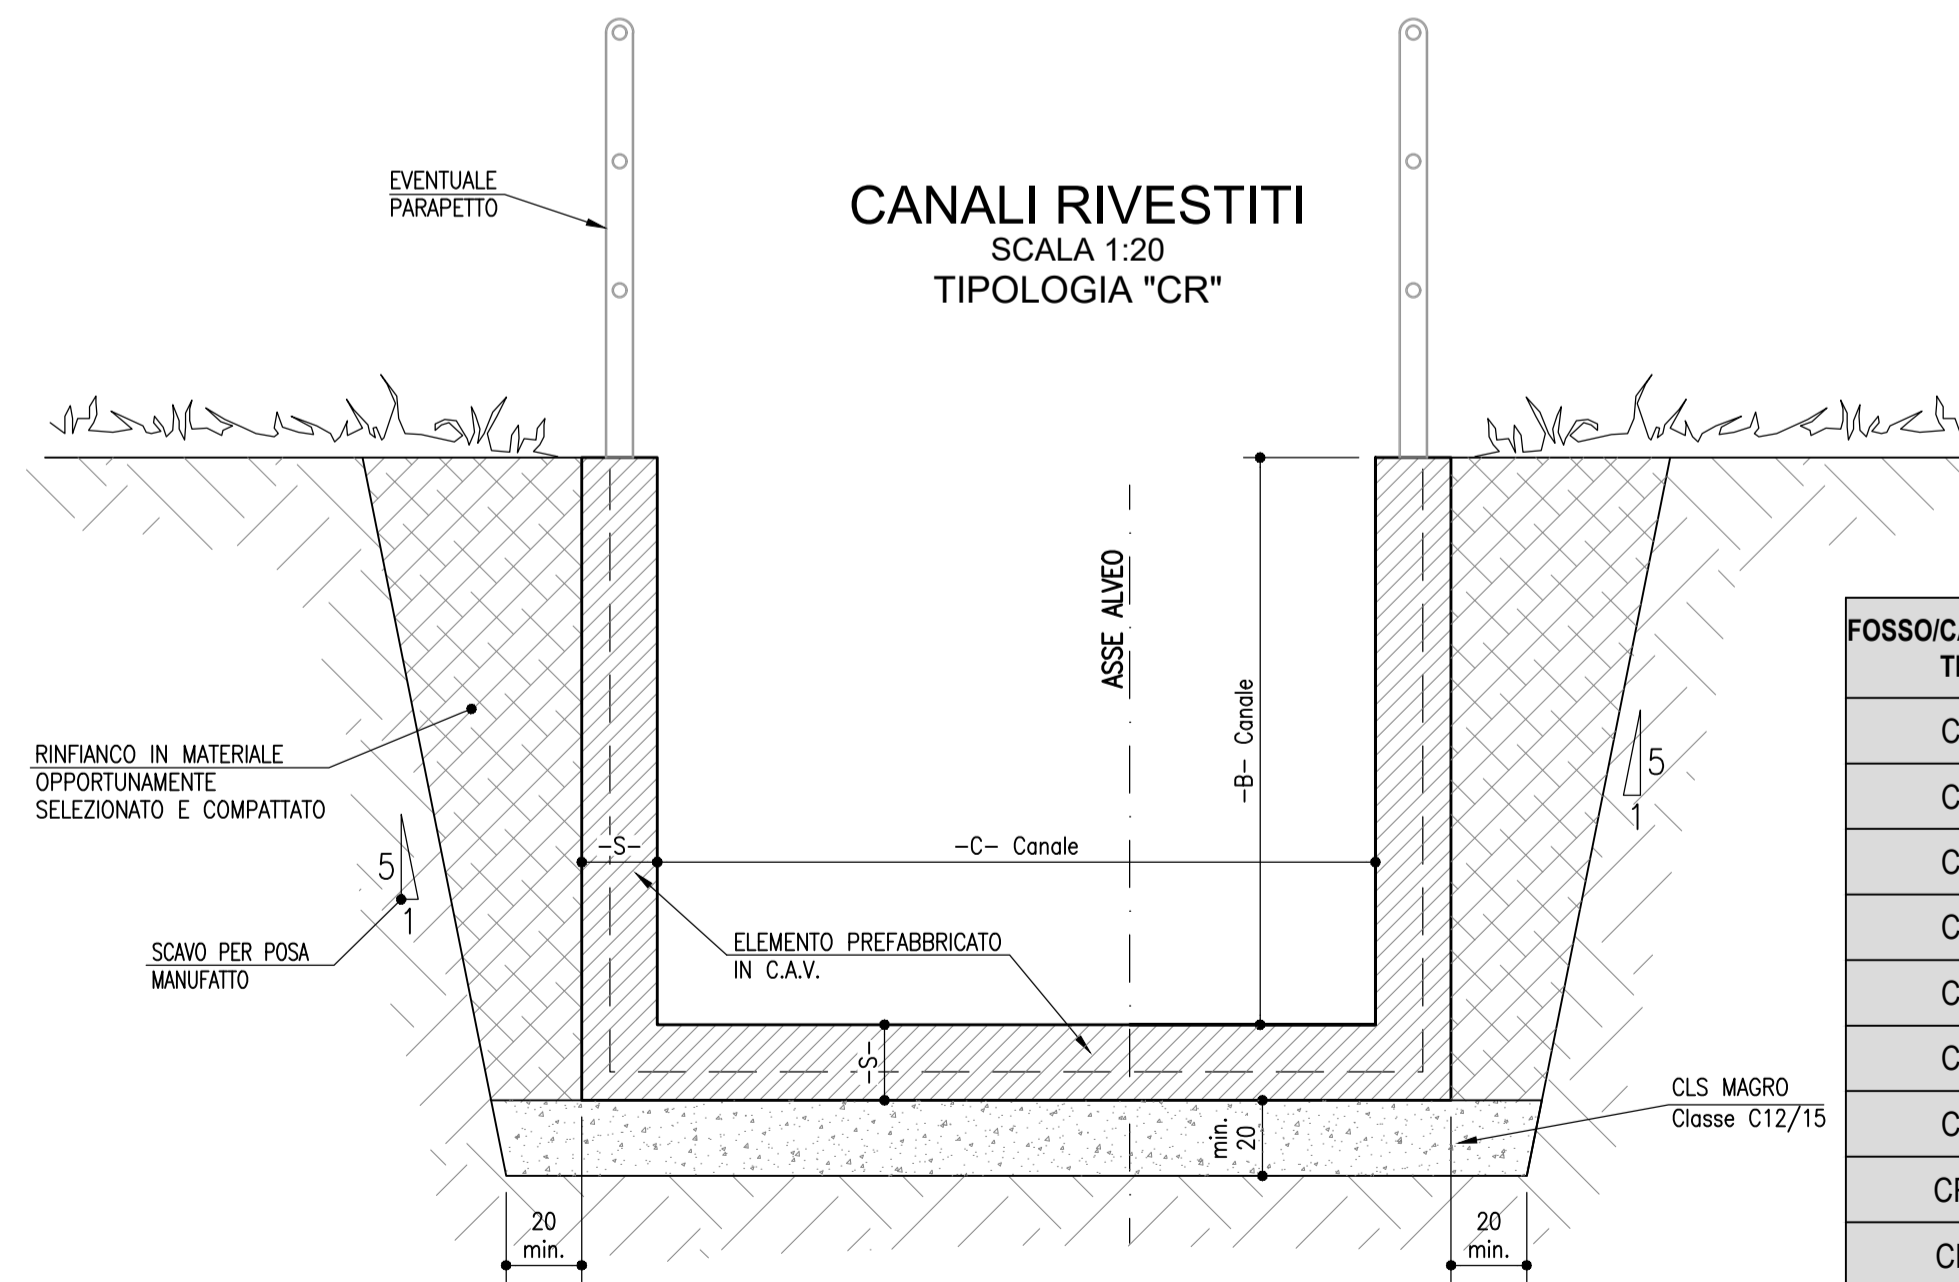 EVENTUALE
PARAPETTO
CANALI RIVESTITI
SCALA 1:20
TIPOLOGIA "CR"
ASSE ALVEO
-B- Canale
RINFIANCO IN MATERIALE
OPPORTUNAMENTE
SELEZIONATO E COMPATTATO
5
1
5
1
-S-
-C- Canale
SCAVO PER POSA
MANUFATTO
ELEMENTO PREFABBRICATO
IN C.A.V.
-S-
CLS MAGRO
Classe C12/15
min.
20
20
min.
20
min.
FOSSO/CA